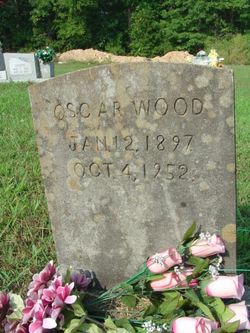 OSCAR WOOD
JAN 12, 1897
OCT. 4, 1952.